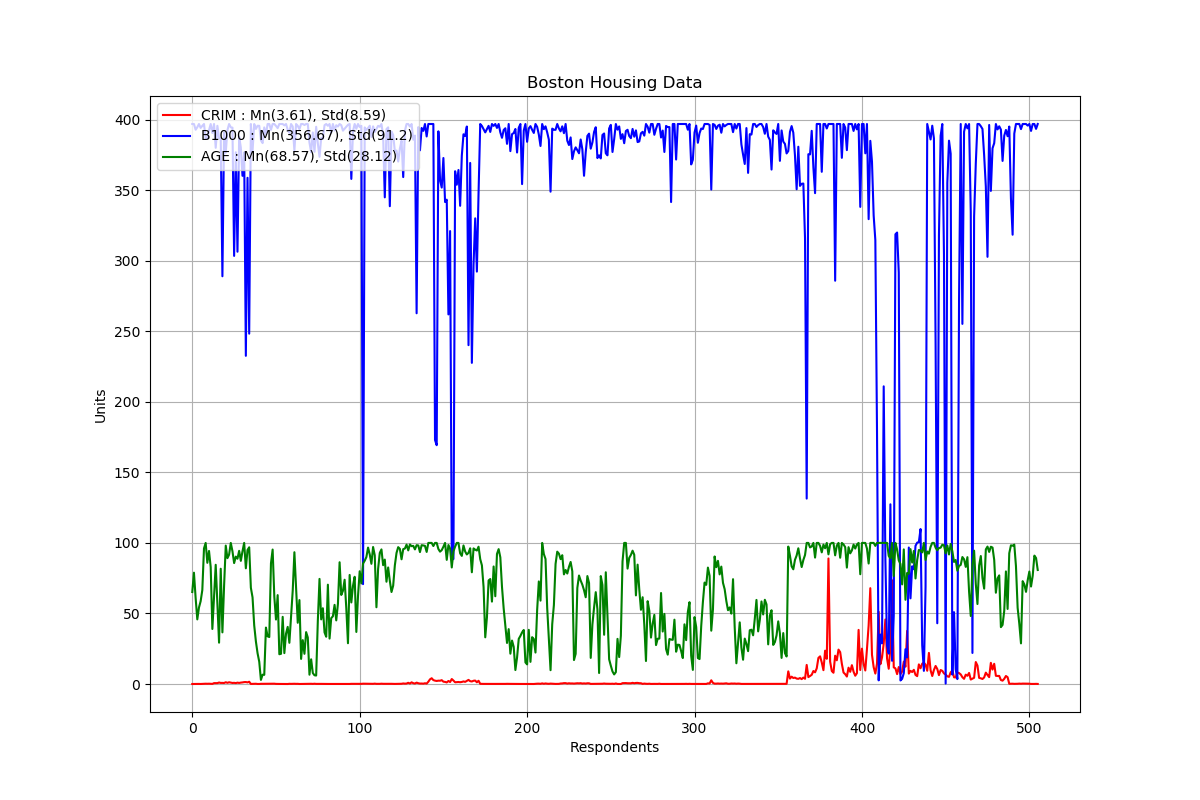 Boston Housing Data
CRIM : Mn(3.61), Std(8.59)
B1000 : Mn(356.67), Std(91.2)
AGE : Mn(68.57), Std(28.12)
400
350
300
250
200
150
100
50
0
Units
0 100 200 300 400 500
Respondents